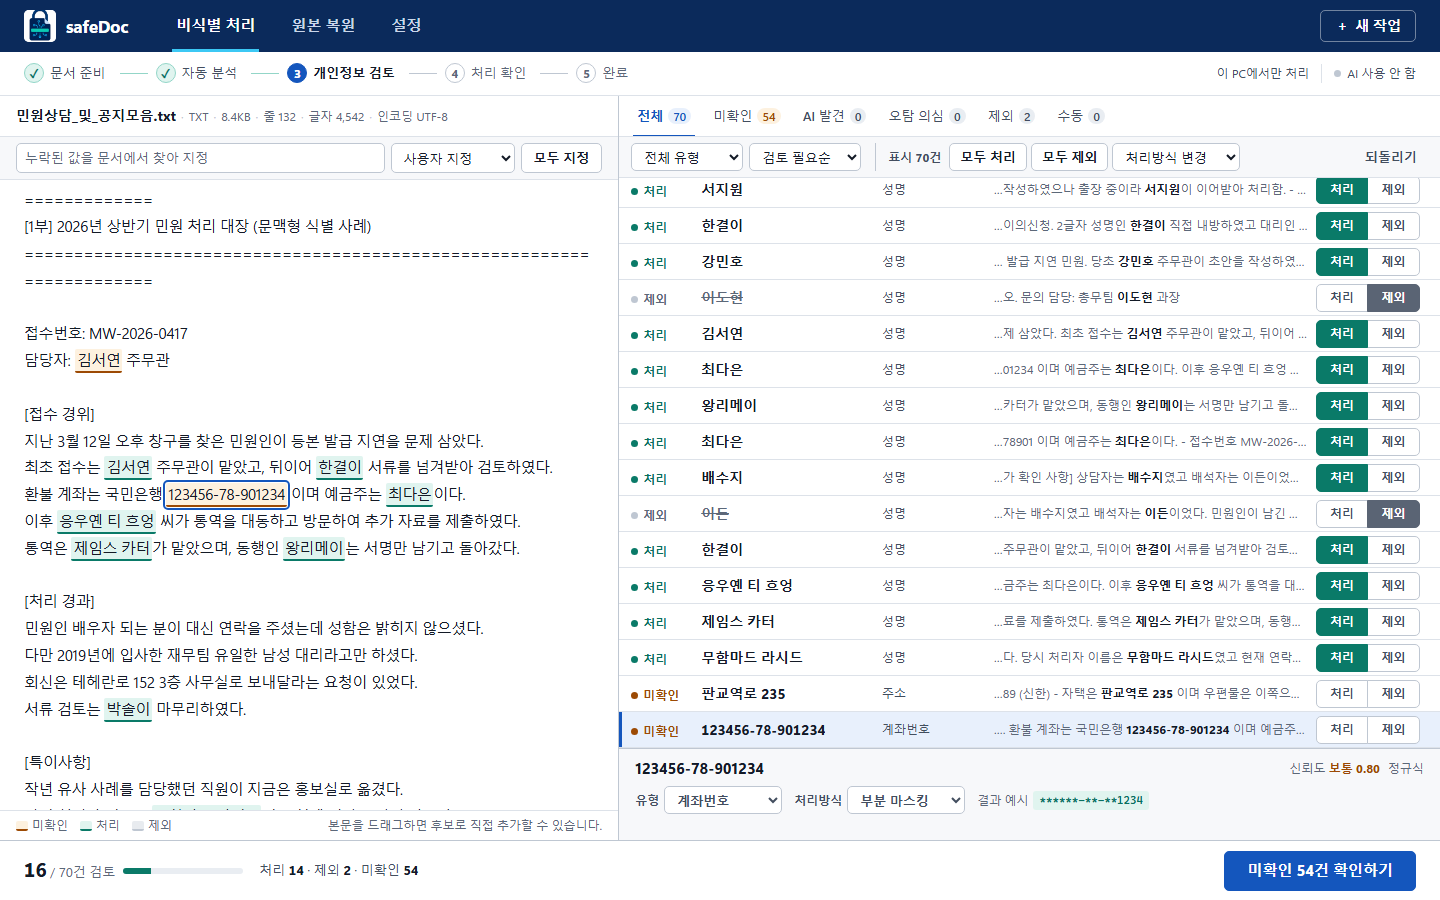 safeDoc 비식별 처리 원본 복원 설정 + 새 작업
문서 준비 자동 분석 3 개인정보 검토 4 처리 확인 5 완료 이 PC에서만 처리 AI 사용 안 함
민원상담_및_공지모음.txt · TXT · 8.4KB · 줄 132 · 글자 4,542 · 인코딩 UTF-8
누락된 값을 문서에서 찾아 지정 사용자 지정 모두 지정
=============
[1부] 2026년 상반기 민원 처리 대장 (문맥형 식별 사례)
=========================================================
=============
접수번호: MW-2026-0417
담당자: 김서연 주무관
[접수 경위]
지난 3월 12일 오후 창구를 찾은 민원인이 등본 발급 지연을 문제 삼았다.
최초 접수는 김서연 주무관이 맡았고, 뒤이어 한결이 서류를 넘겨받아 검토하였다.
환불 계좌는 국민은행 123456-78-901234 이며 예금주는 최다은이다.
이후 응우옌 티 흐엉 씨가 통역을 대동하고 방문하여 추가 자료를 제출하였다.
통역은 제임스 카터가 맡았으며, 동행인 왕리메이는 서명만 남기고 돌아갔다.
[처리 경과]
민원인 배우자 되는 분이 대신 연락을 주셨는데 성함은 밝히지 않으셨다.
다만 2019년에 입사한 재무팀 유일한 남성 대리라고만 하셨다.
회신은 테헤란로 152 3층 사무실로 보내달라는 요청이 있었다.
서류 검토는 박솔이 마무리하였다.
[특이사항]
작년 유사 사례를 담당했던 직원이 지금은 홍보실로 옮겼다.
미확인 처리 제외 본문을 드래그하면 후보로 직접 추가할 수 있습니다.
전체 70 미확인 54 AI 발견 0 오탐 의심 0 제외 2 수동 0
전체 유형 검토 필요순 표시 70건 모두 처리 모두 제외 처리방식 변경 되돌리기
처리 서지원 성명 ...작성하였으나 출장 중이라 서지원이 이어받아 처리함. - ... 처리 제외
처리 한결이 성명 ...이의신청. 2글자 성명인 한결이 직접 내방하였고 대리인 ... 처리 제외
처리 강민호 성명 ... 발급 지연 민원. 당초 강민호 주무관이 초안을 작성하였... 처리 제외
제외 이도현 성명 ...오. 문의 담당: 총무팀 이도현 과장 처리 제외
처리 김서연 성명 ...제 삼았다. 최초 접수는 김서연 주무관이 맡았고, 뒤이어 ... 처리 제외
처리 최다은 성명 ...01234 이며 예금주는 최다은이다. 이후 응우옌 티 흐엉 ... 처리 제외
처리 왕리메이 성명 ...카터가 맡았으며, 동행인 왕리메이는 서명만 남기고 돌... 처리 제외
처리 최다은 성명 ...78901 이며 예금주는 최다은이다. - 접수번호 MW-2026-... 처리 제외
처리 배수지 성명 ...가 확인 사항] 상담자는 배수지였고 배석자는 이든이었... 처리 제외
제외 이든 성명 ...자는 배수지였고 배석자는 이든이었다. 민원인이 남긴 ... 처리 제외
처리 한결이 성명 ...주무관이 맡았고, 뒤이어 한결이 서류를 넘겨받아 검토... 처리 제외
처리 응우옌 티 흐엉 성명 ...금주는 최다은이다. 이후 응우옌 티 흐엉 씨가 통역을 대... 처리 제외
처리 제임스 카터 성명 ...료를 제출하였다. 통역은 제임스 카터가 맡았으며, 동행... 처리 제외
처리 무함마드 라시드 성명 ...다. 당시 처리자 이름은 무함마드 라시드였고 현재 연락... 처리 제외
미확인 판교역로 235 주소 ...89 (신한) - 자택은 판교역로 235 이며 우편물은 이쪽으... 처리 제외
미확인 123456-78-901234 계좌번호 .... 환불 계좌는 국민은행 123456-78-901234 이며 예금주... 처리 제외
123456-78-901234 신뢰도 보통 0.80 정규식
유형 계좌번호 처리방식 부분 마스킹 결과 예시 ******-**-**1234
16 / 70건 검토 처리 14 · 제외 2 · 미확인 54 미확인 54건 확인하기